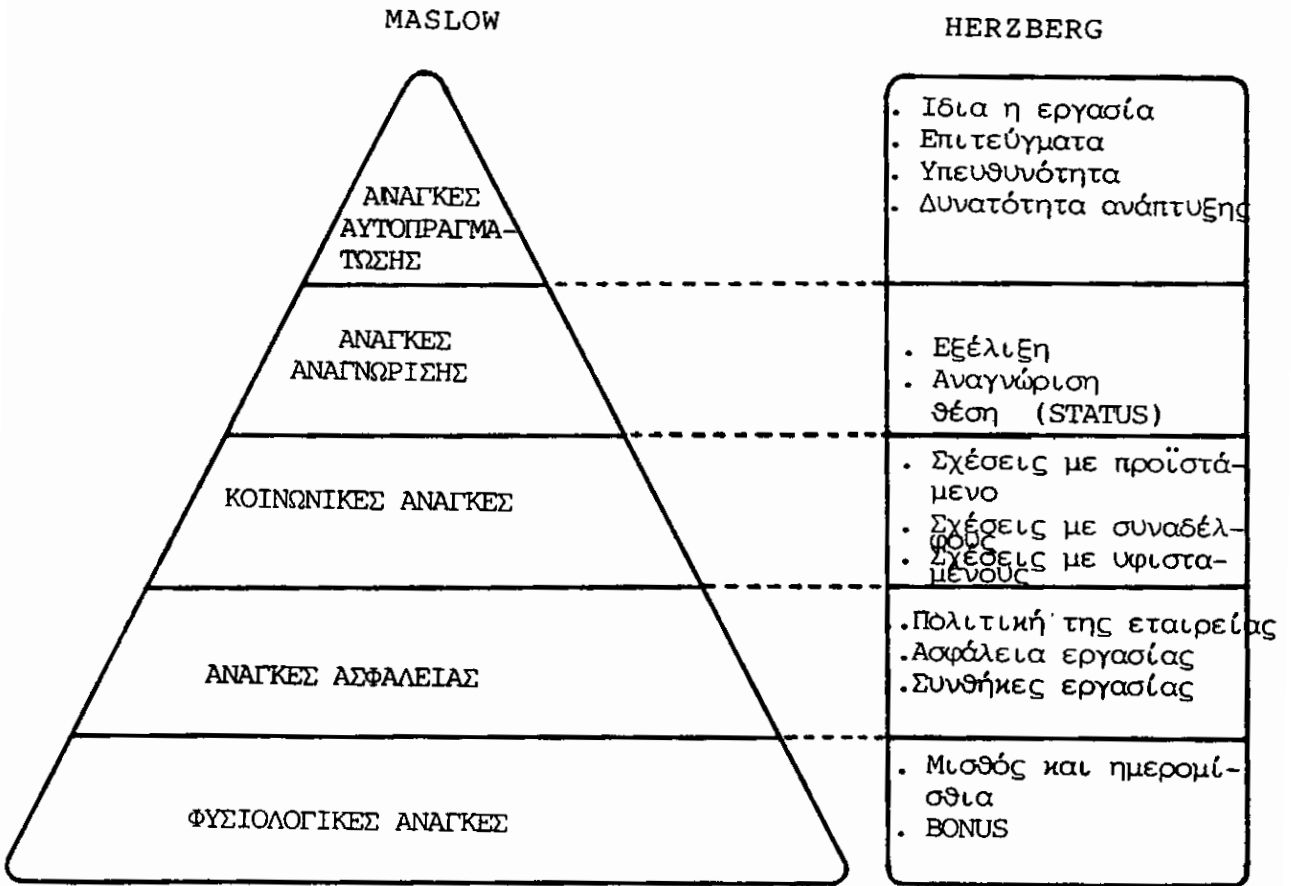 MASLOW
HERZBERG
ΑΝΑΓΚΕΣ
ΑΥΤΟΠΡΑΓΜΑ-
ΤΩΣΗΣ
ΑΝΑΓΚΕΣ
ΑΝΑΓΝΩΡΙΣΗΣ
ΚΟΙΝΩΝΙΚΕΣ ΑΝΑΓΚΕΣ
ΑΝΑΓΚΕΣ ΑΣΦΑΛΕΙΑΣ
ΦΥΣΙΟΛΟΓΙΚΕΣ ΑΝΑΓΚΕΣ
. Ιδια η εργασία
. Επιτεύγματα
. Υπευθυνότητα
. Δυνατότητα ανάπτυξης
. Εξέλιξη
. Αναγνώριση
θέση (STATUS)
. Σχέσεις με προϊστά-
μενο
. Σχέσεις με συναδέλ-
φους
. Σχέσεις με υφιστα-
μένους
.Πολιτική της εταιρείας
.Ασφάλεια εργασίας
.Συνθήκες εργασίας
. Μισθός και ημερομί-
σθια
. BONUS